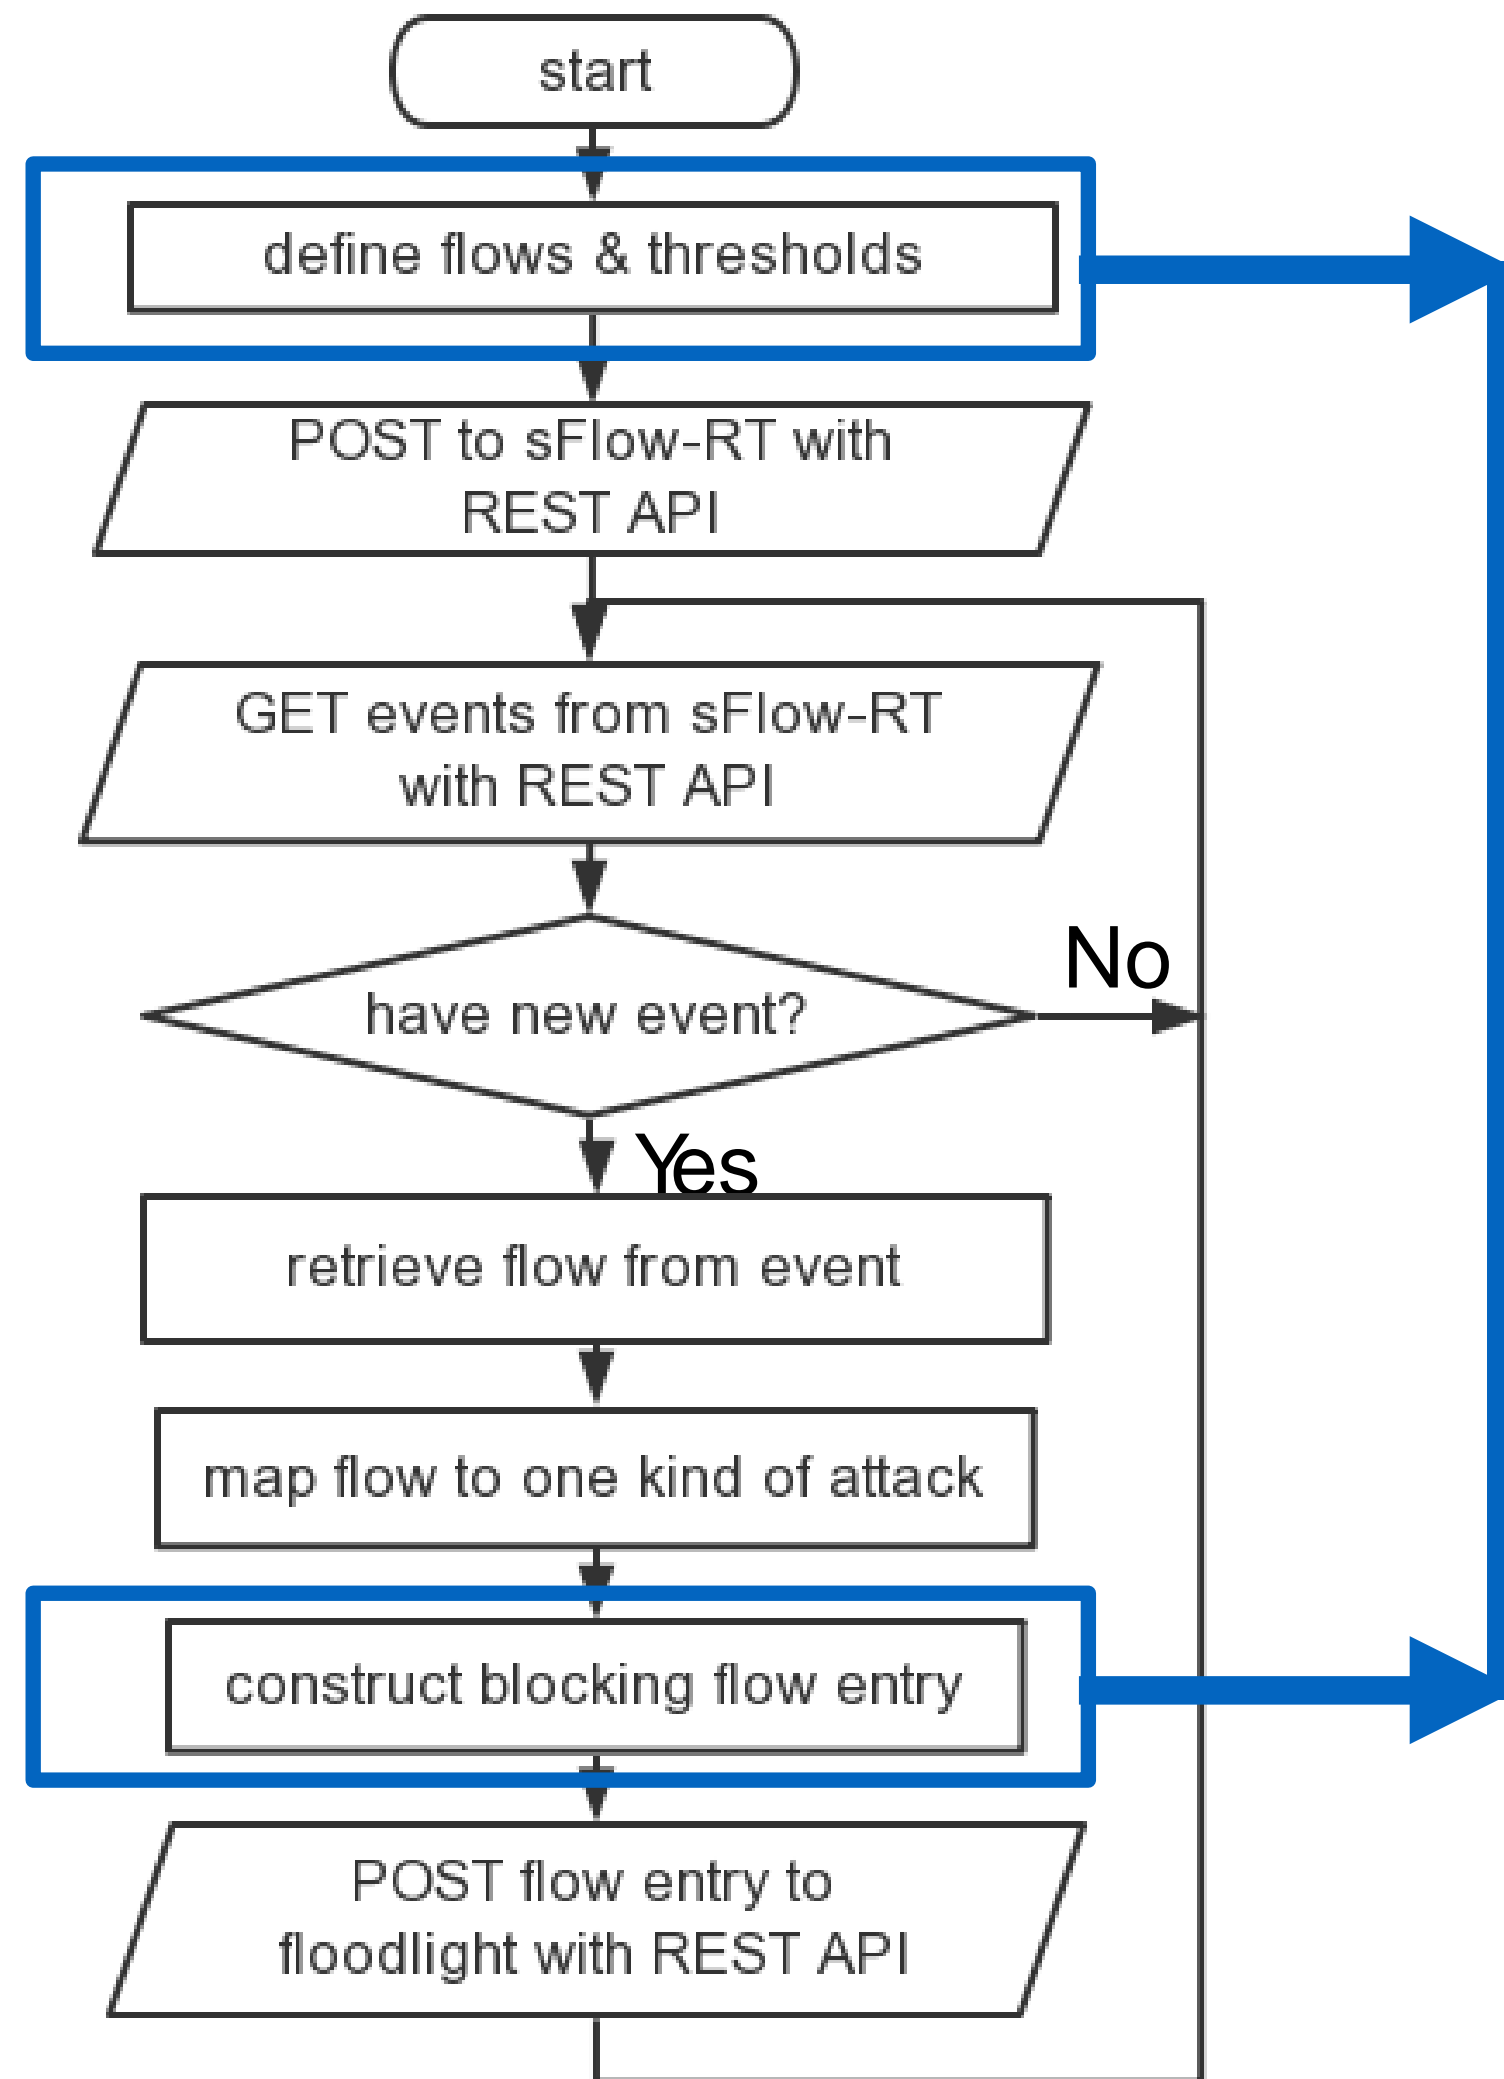 start
define flows & thresholds
POST to sFlow-RT with
REST API
GET events from sFlow-RT
with REST API
have new event?
No
Yes
retrieve flow from event
map flow to one kind of attack
construct blocking flow entry
POST flow entry to
floodlight with REST API